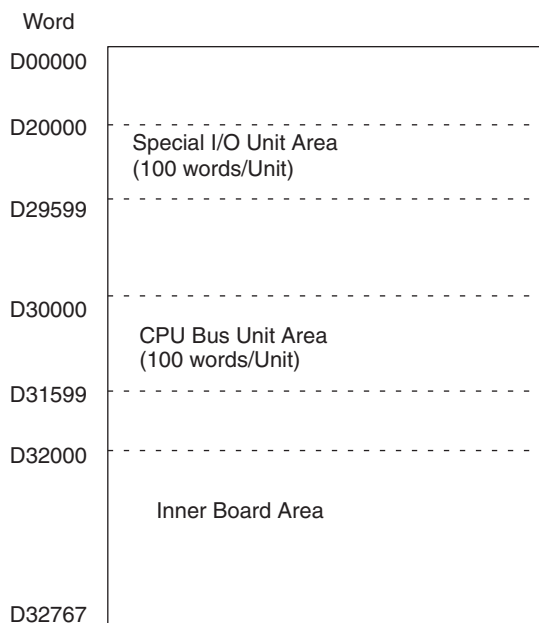 Word
D00000
D20000
Special I/O Unit Area
(100 words/Unit)
D29599
D30000
CPU Bus Unit Area
(100 words/Unit)
D31599
D32000
Inner Board Area
D32767